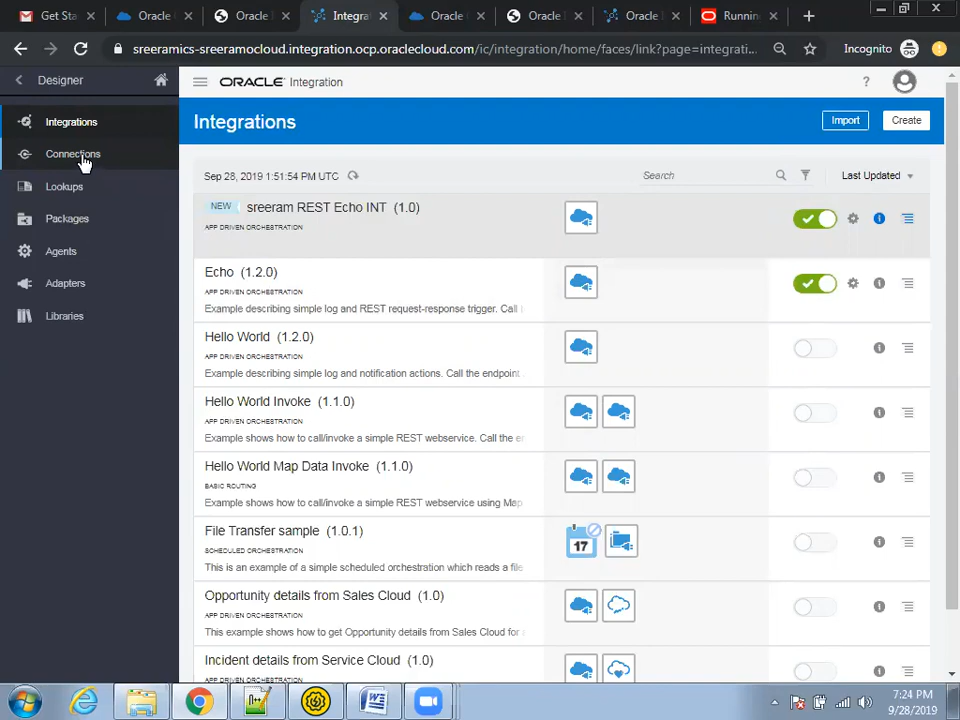 Get Sta
Oracle
Oracle I
Integra
Oracle
Oracle I
Oracle I
Runnin
sreeramics-sreeramocloud.integration.ocp.oraclecloud.com/ic/integration/home/faces/link?page=integrati...
Incognito
Designer
ORACLE Integration
?
Integrations
Connections
Lookups
Packages
Agents
Adapters
Libraries
Integrations
Import
Create
Sep 28, 2019 1:51:54 PM UTC
Search
Last Updated
NEW sreeram REST Echo INT (1.0)
APP DRIVEN ORCHESTRATION
Echo (1.2.0)
APP DRIVEN ORCHESTRATION
Example describing simple log and REST request-response trigger. Call
Hello World (1.2.0)
APP DRIVEN ORCHESTRATION
Example describing simple log and notification actions. Call the endpoint
Hello World Invoke (1.1.0)
APP DRIVEN ORCHESTRATION
Example shows how to call/invoke a simple REST webservice. Call the e
Hello World Map Data Invoke (1.1.0)
BASIC ROUTING
Example shows how to call/invoke a simple REST webservice using Map
File Transfer sample (1.0.1)
SCHEDULED ORCHESTRATION
This is an example of a simple scheduled orchestration which reads a file
17
Opportunity details from Sales Cloud (1.0)
APP DRIVEN ORCHESTRATION
This example shows how to get Opportunity details from Sales Cloud for
Incident details from Service Cloud (1.0)
7:24 PM
9/28/2019